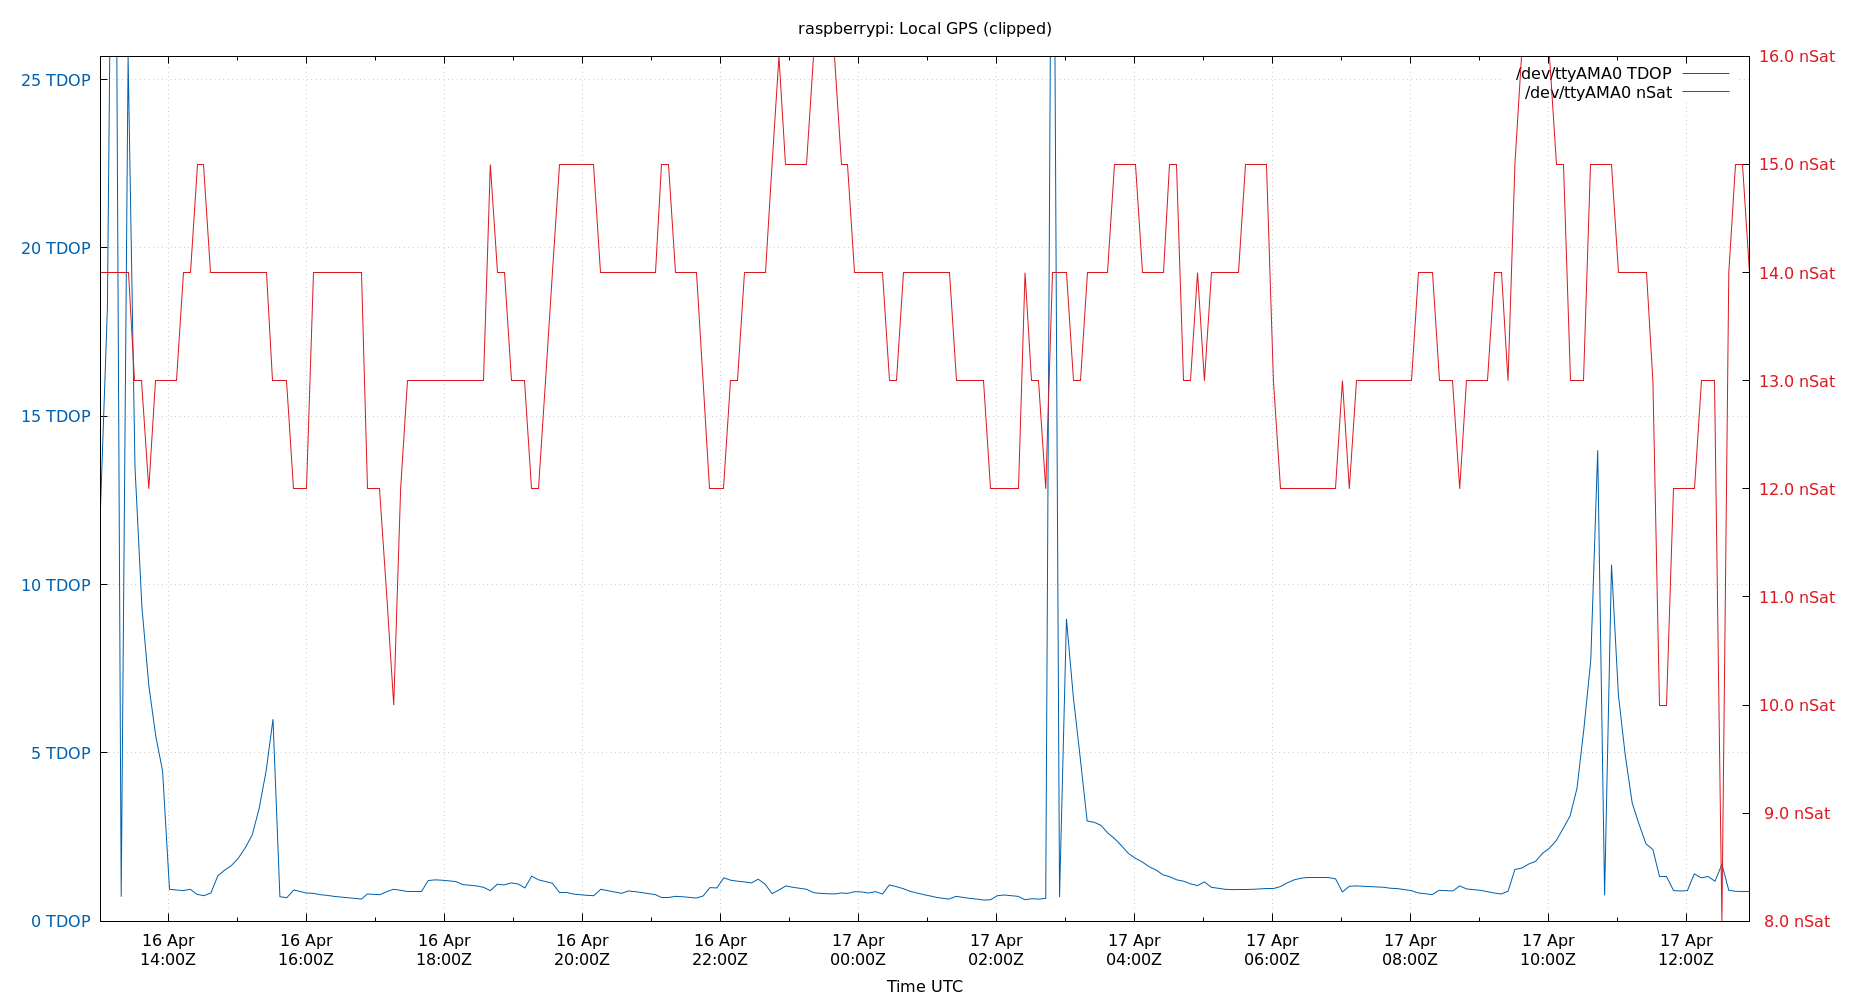 raspberrypi: Local GPS (clipped)
/dev/ttyAMA0 TDOP
/dev/ttyAMA0 nSat
25 TDOP
20 TDOP
15 TDOP
10 TDOP
5 TDOP
0 TDOP
16.0 nSat
15.0 nSat
14.0 nSat
13.0 nSat
12.0 nSat
11.0 nSat
10.0 nSat
9.0 nSat
8.0 nSat
16 Apr
14:00Z
16 Apr
16:00Z
16 Apr
18:00Z
16 Apr
20:00Z
16 Apr
22:00Z
17 Apr
00:00Z
17 Apr
02:00Z
17 Apr
04:00Z
17 Apr
06:00Z
17 Apr
08:00Z
17 Apr
10:00Z
17 Apr
12:00Z
Time UTC